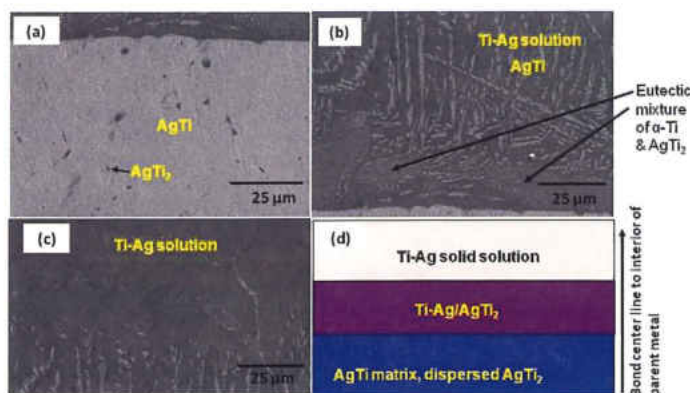 (a)
AgTi
AgTi₂
25 µm
(b)
Ti-Ag solution
AgTi
25 µm
Eutectic
mixture
of α-Ti
& AgTi₂
(c)
Ti-Ag solution
25 µm
(d)
Ti-Ag solid solution
Ti-Ag/AgTi₂
AgTi matrix, dispersed AgTi₂
Bond center line to interior of
parent metal